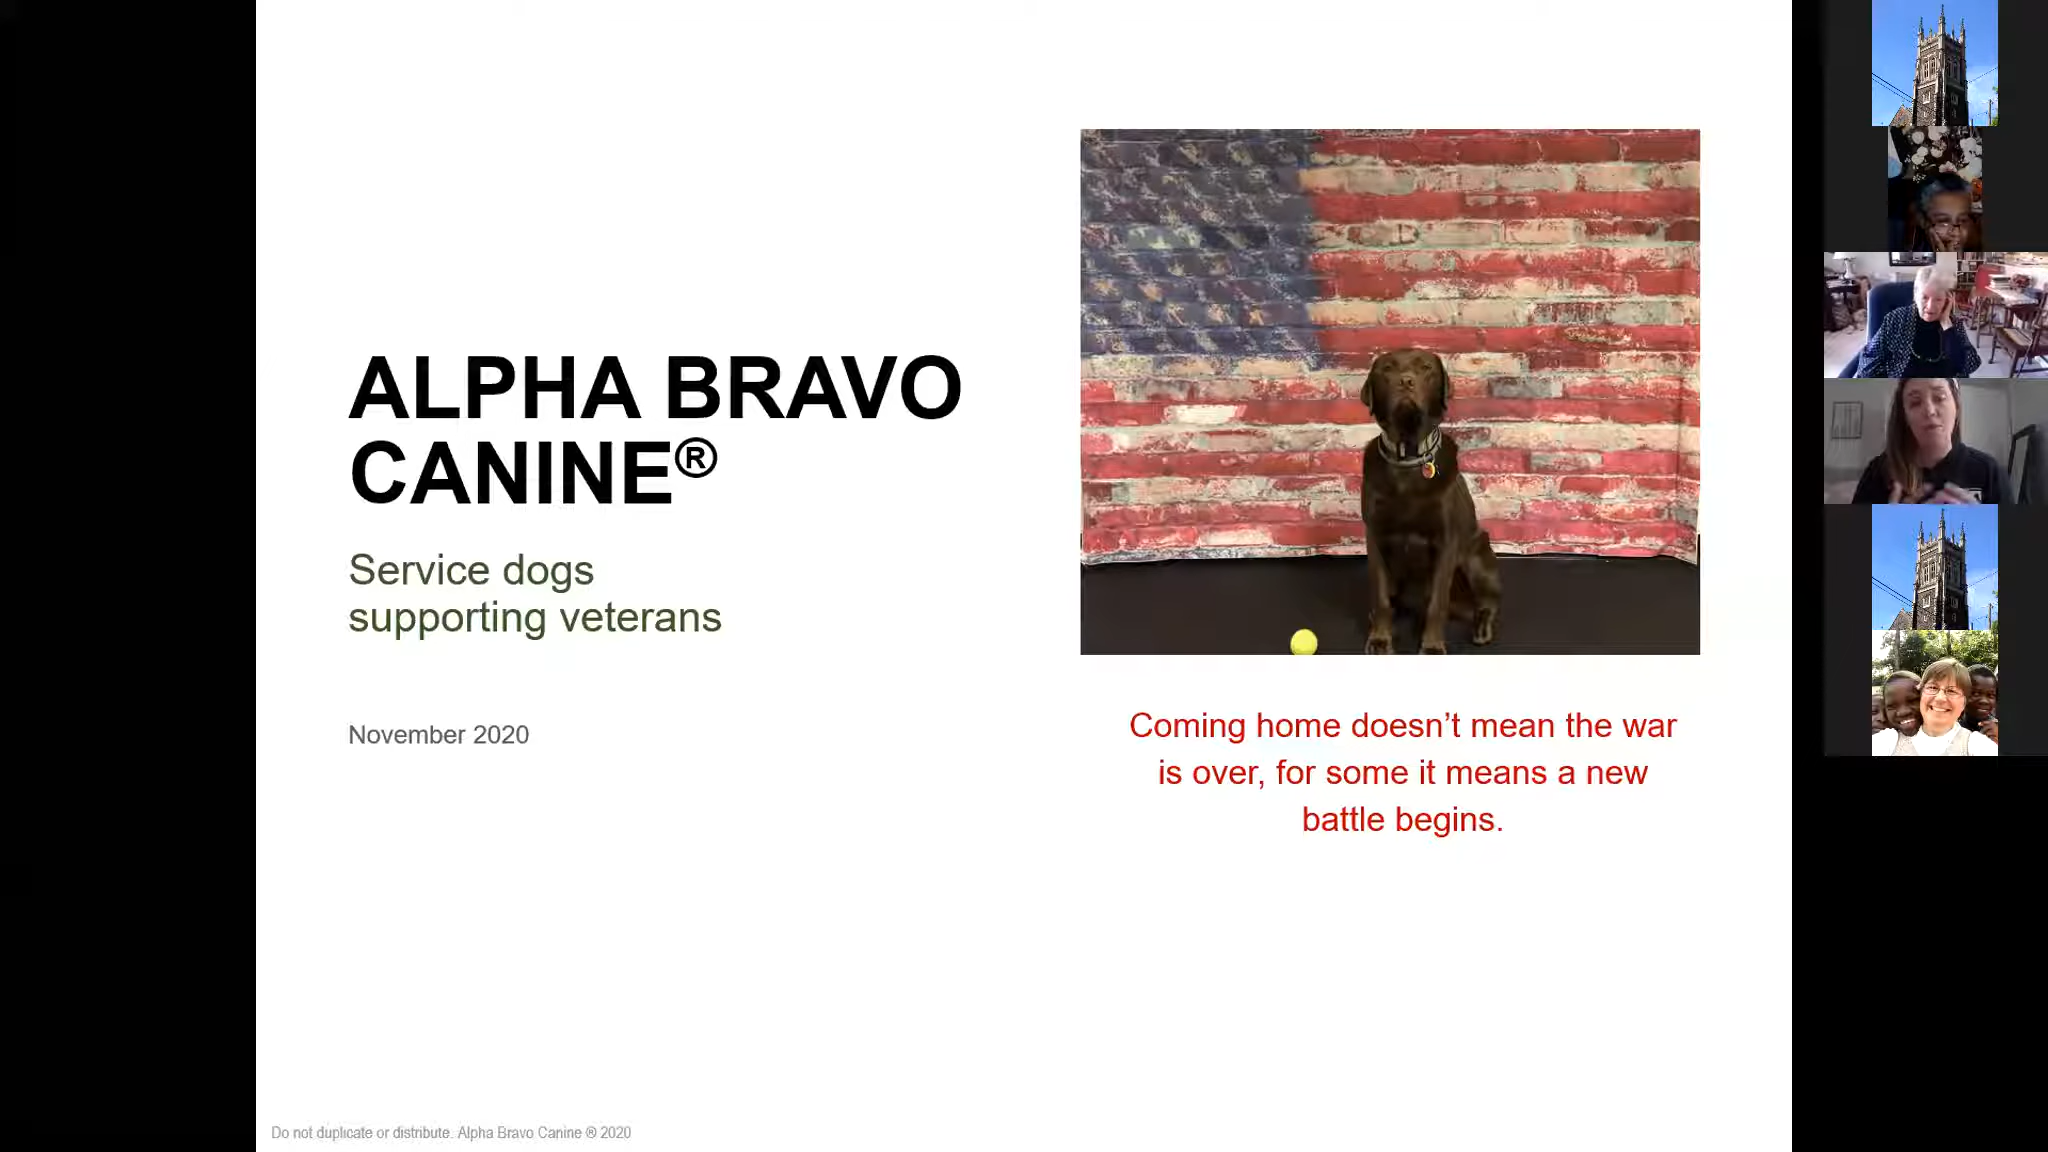 ALPHA BRAVO
CANINE®
Service dogs
supporting veterans
November 2020
Coming home doesn’t mean the war
is over, for some it means a new
battle begins.
Do not duplicate or distribute. Alpha Bravo Canine ® 2020